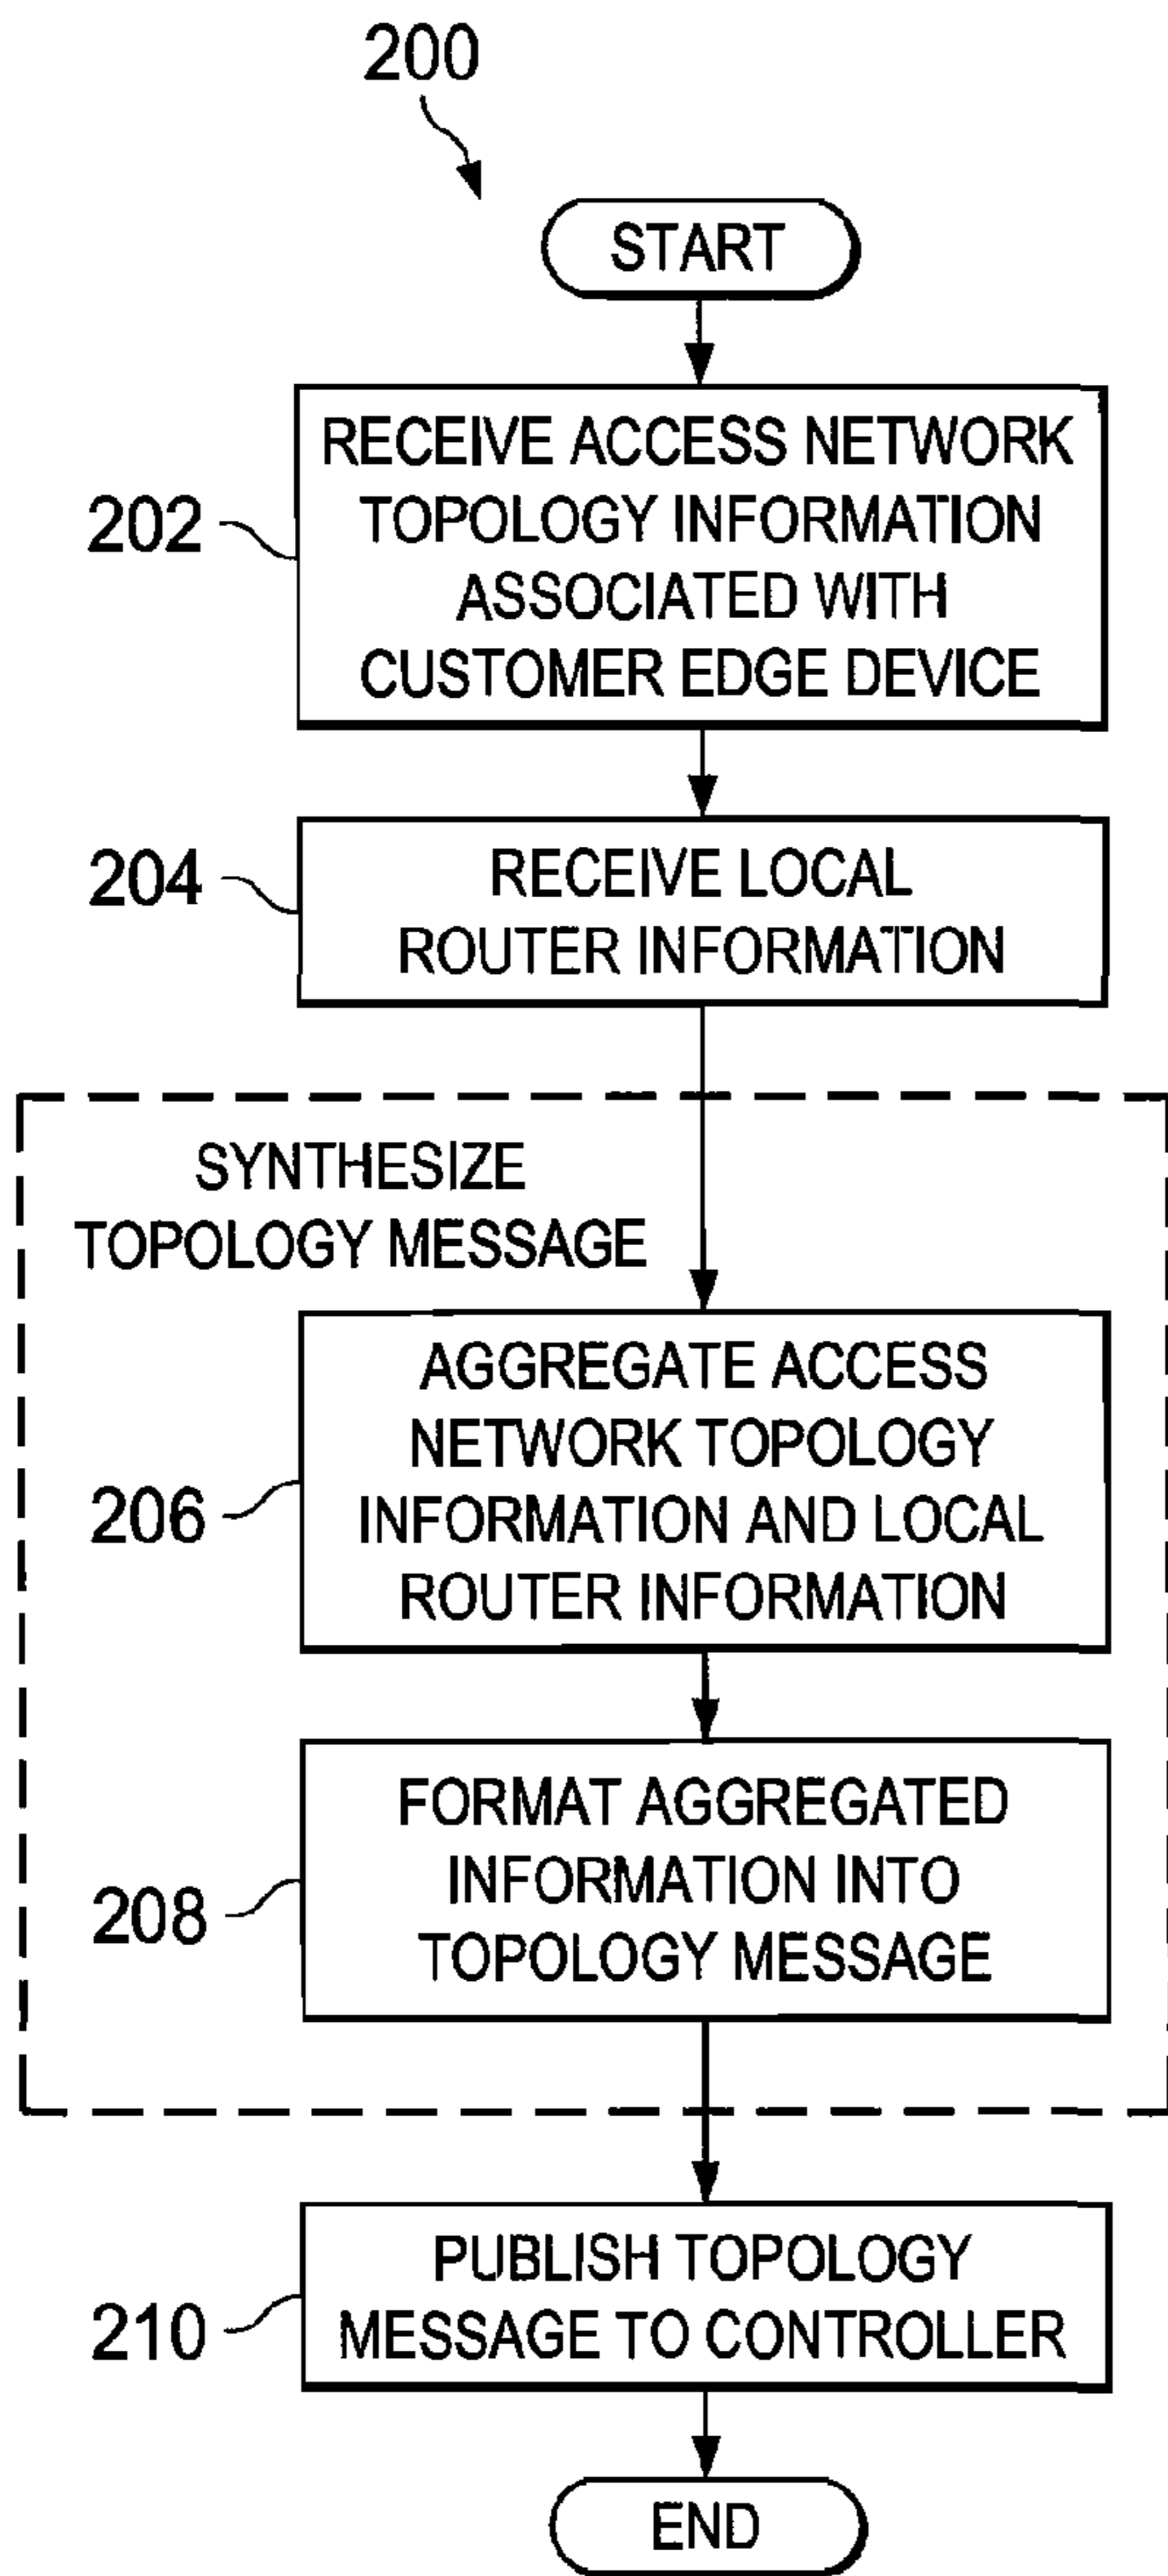 200
START
RECEIVE ACCESS NETWORK
TOPOLOGY INFORMATION
ASSOCIATED WITH
CUSTOMER EDGE DEVICE
202
RECEIVE LOCAL
ROUTER INFORMATION
204
SYNTHESIZE
TOPOLOGY MESSAGE
AGGREGATE ACCESS
NETWORK TOPOLOGY
INFORMATION AND LOCAL
ROUTER INFORMATION
206
FORMAT AGGREGATED
INFORMATION INTO
TOPOLOGY MESSAGE
208
PUBLISH TOPOLOGY
MESSAGE TO CONTROLLER
210
END